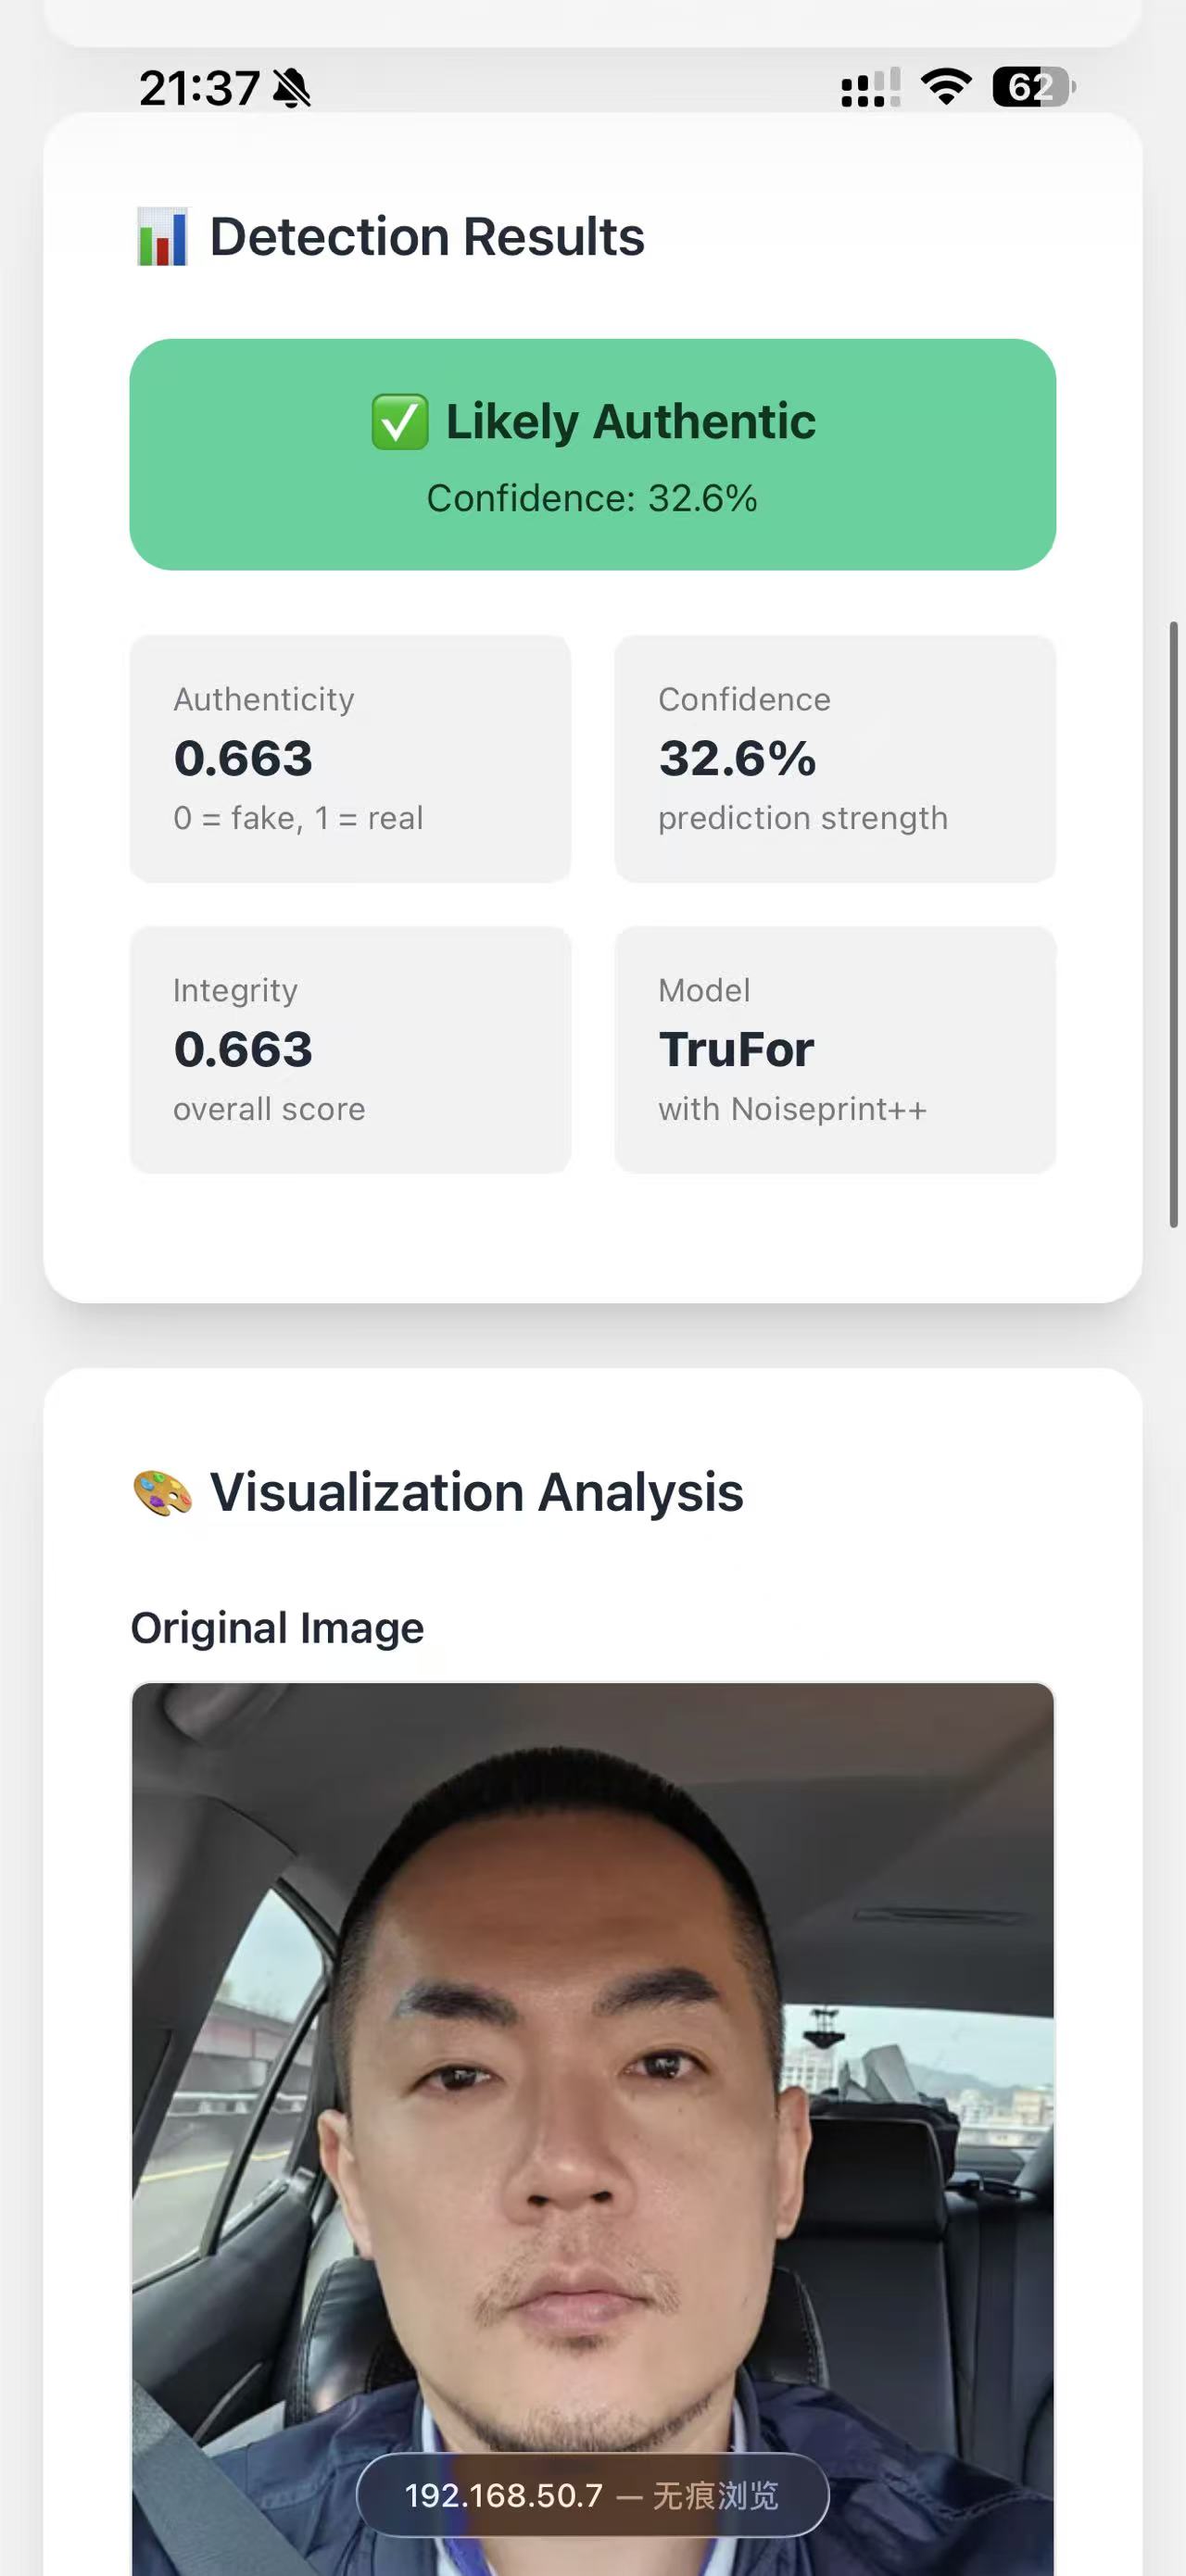 21:37
62
Detection Results
Likely Authentic
Confidence: 32.6%
Authenticity
0.663
0 = fake, 1 = real
Confidence
32.6%
prediction strength
Integrity
0.663
overall score
Model
TruFor
with Noiseprint++
Visualization Analysis
Original Image
192.168.50.7 — 无痕浏览